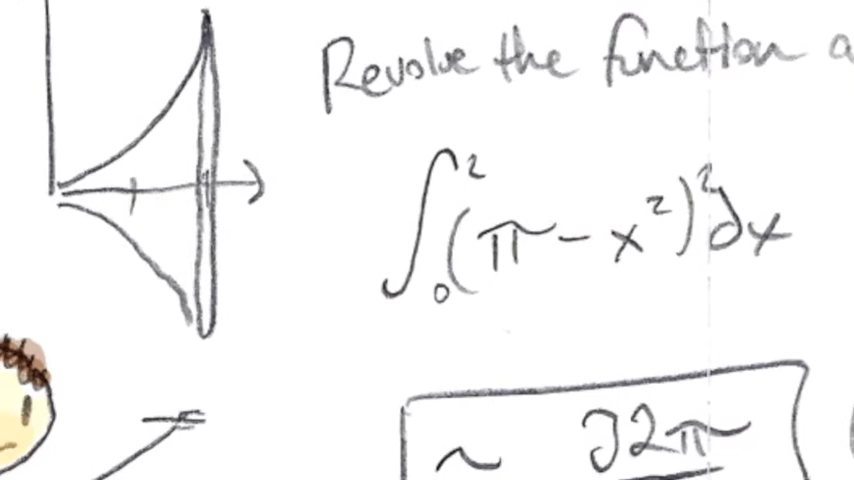 Revolve the function a
∫₀² (π - x²)² dx
~ 32π